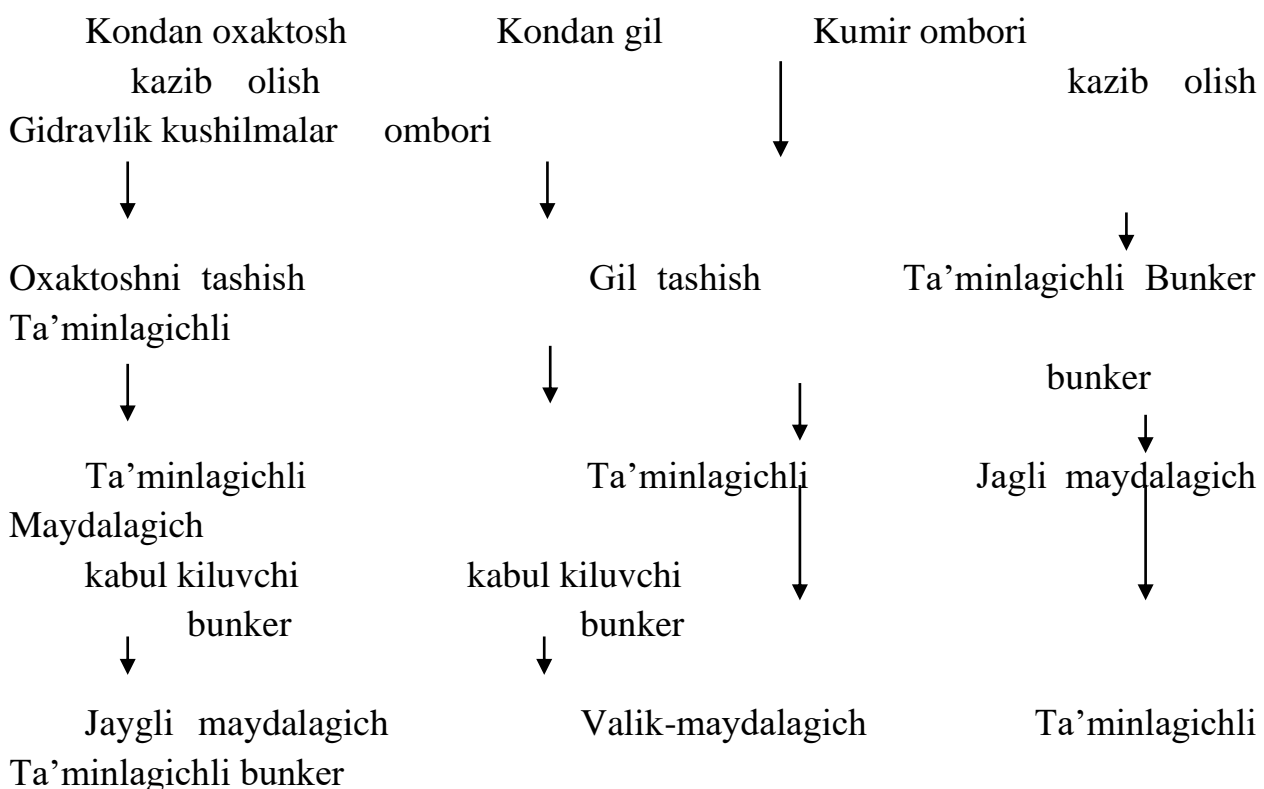 Kondan oxaktosh Kondan gil Kumir ombori
kazib olish kazib olish
Gidravlik kushilmalar ombori
Oxaktoshni tashish Gil tashish Ta’minlagichli Bunker
Ta’minlagichli
bunker
Ta’minlagichli Ta’minlagichli Jagli maydalagich
Maydalagich
kabul kiluvchi kabul kiluvchi
bunker bunker
Jaygli maydalagich Valik-maydalagich Ta’minlagichli
Ta’minlagichli bunker